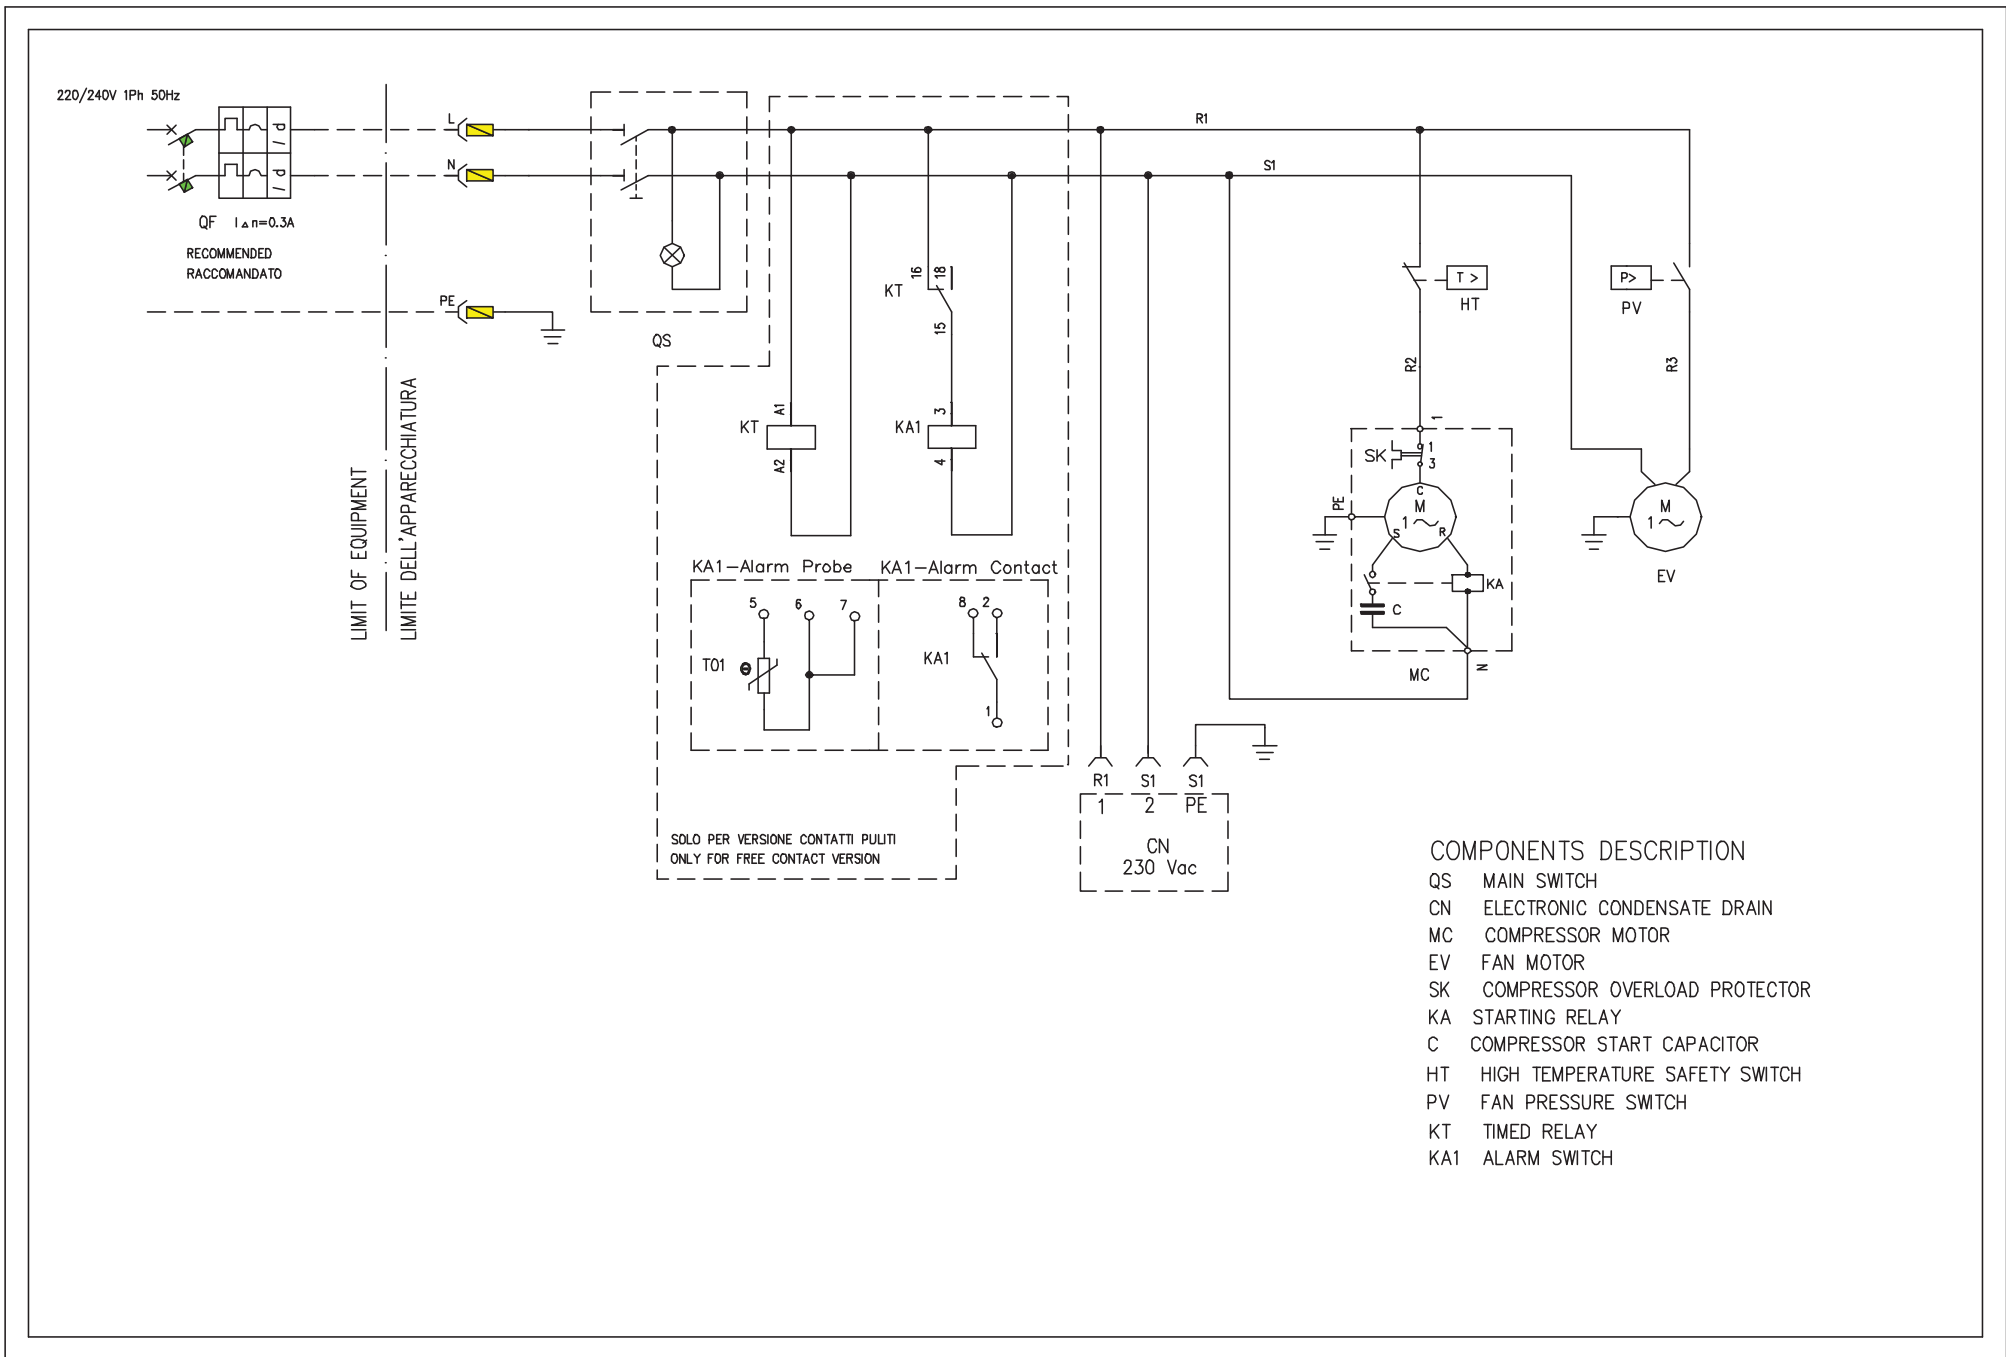 220/240V 1Ph 50Hz
I d
I d
QF I△n=0.3A
RECOMMENDED
RACCOMANDATO
LIMIT OF EQUIPMENT
LIMITE DELL'APPARECCHIATURA
L
N
PE
QS
R1
S1
KT
16
18
15
KT
A1
A2
KA1
3
4
KA1-Alarm Probe
KA1-Alarm Contact
5
6
7
T01
Θ
8
2
KA1
1
SOLO PER VERSIONE CONTATTI PULITI
ONLY FOR FREE CONTACT VERSION
T >
HT
P>
PV
R2
R3
1
SK
1
3
C
M
1
S
R
PE
KA
C
MC
N
M
1
EV
R1
S1
S1
1
2
PE
CN
230 Vac
COMPONENTS DESCRIPTION
QS MAIN SWITCH
CN ELECTRONIC CONDENSATE DRAIN
MC COMPRESSOR MOTOR
EV FAN MOTOR
SK COMPRESSOR OVERLOAD PROTECTOR
KA STARTING RELAY
C COMPRESSOR START CAPACITOR
HT HIGH TEMPERATURE SAFETY SWITCH
PV FAN PRESSURE SWITCH
KT TIMED RELAY
KA1 ALARM SWITCH